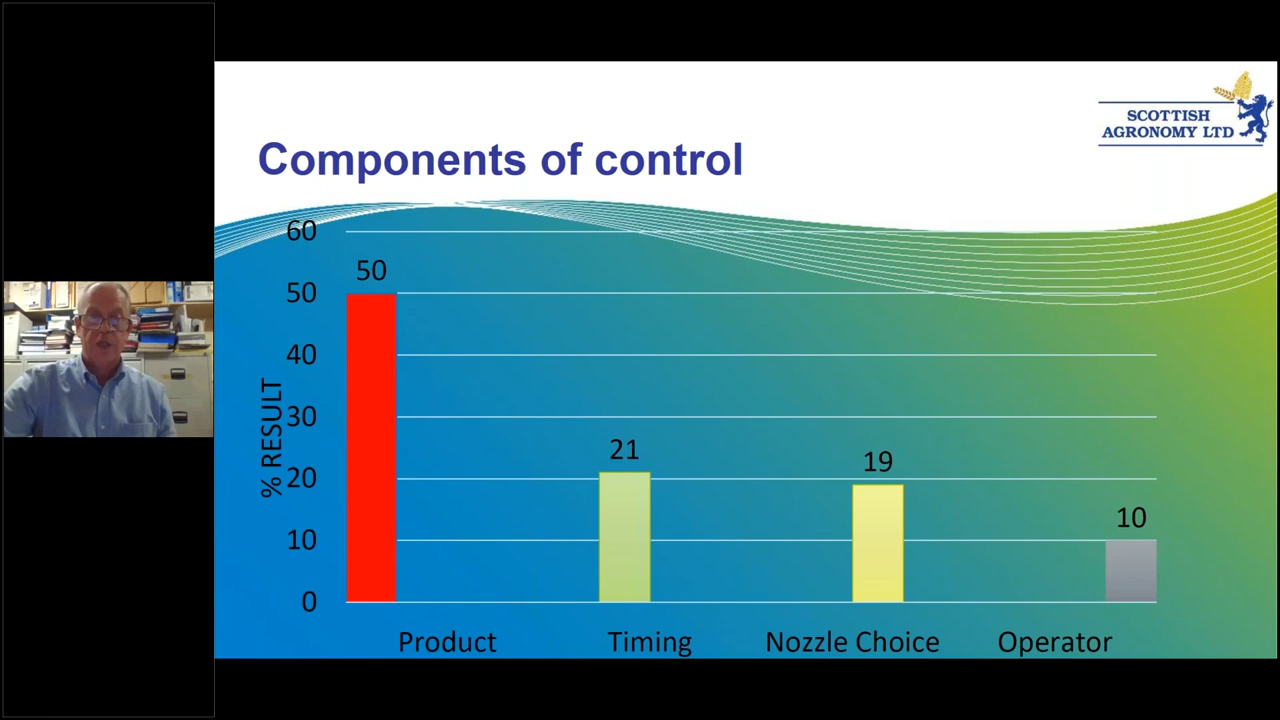 SCOTTISH
AGRONOMY LTD
Components of control
60
50
40
30
20
10
0
% RESULT
50
21
19
10
Product
Timing
Nozzle Choice
Operator